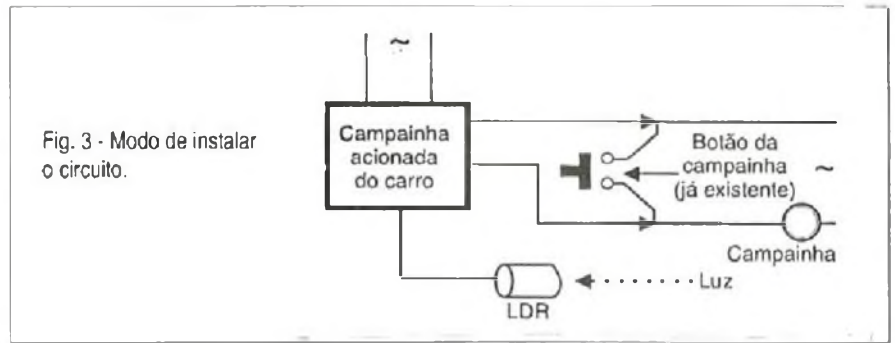 Fig. 3 - Modo de instalar
o circuito.
~
Campainha
acionada
do carro
Botão da
campainha
(já existente)
~
Campainha
Luz
LDR